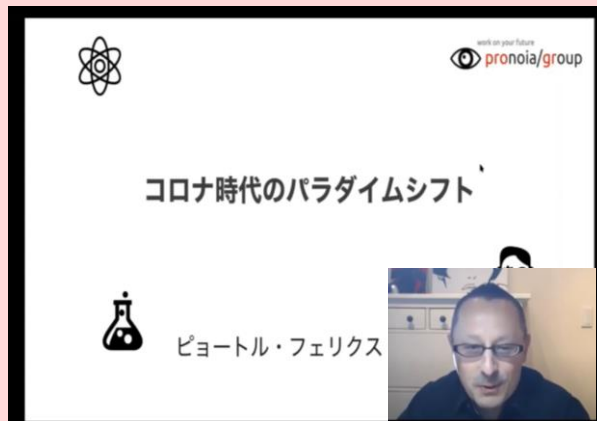 work on your future
pronoia/group
コロナ時代のパラダイムシフト
ピョートル・フェリクス